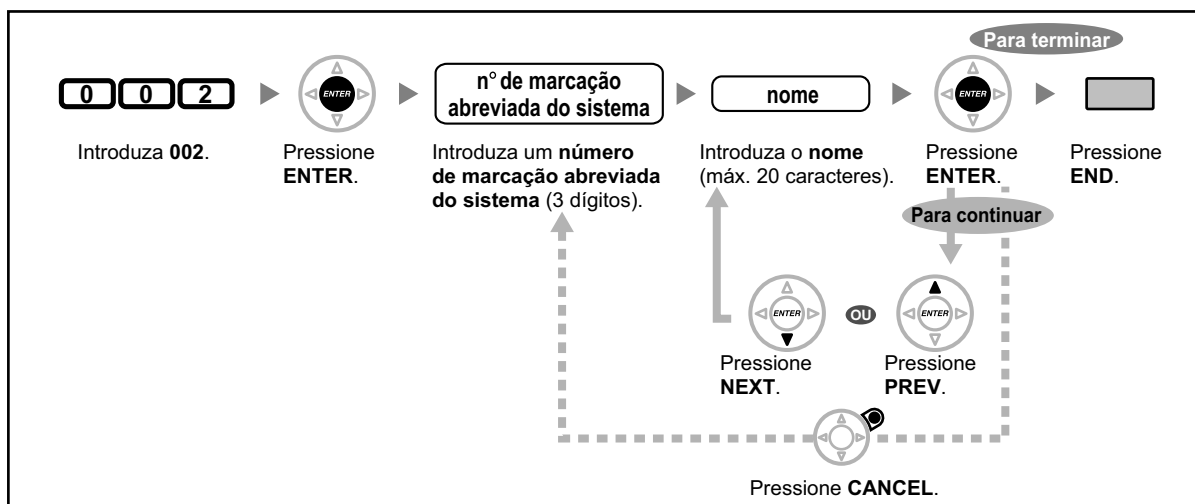 Para terminar
0 0 2
ENTER
n° de marcação
abreviada do sistema
nome
ENTER
Introduza 002.
Pressione
ENTER.
Introduza um número
de marcação abreviada
do sistema (3 dígitos).
Introduza o nome
(máx. 20 caracteres).
Pressione
ENTER.
Pressione
END.
Para continuar
ENTER
OU
ENTER
Pressione
NEXT.
Pressione
PREV.
Pressione CANCEL.